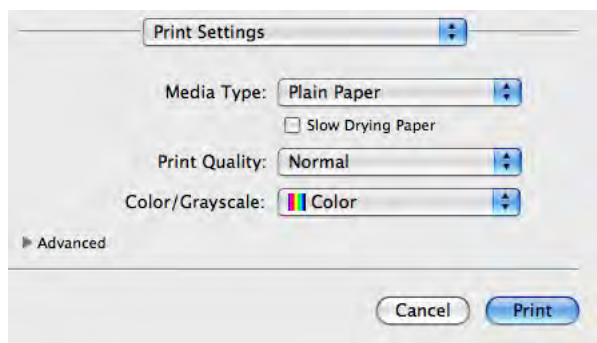 Print Settings
Media Type: Plain Paper
Slow Drying Paper
Print Quality: Normal
Color/Grayscale: Color
Advanced
Cancel Print